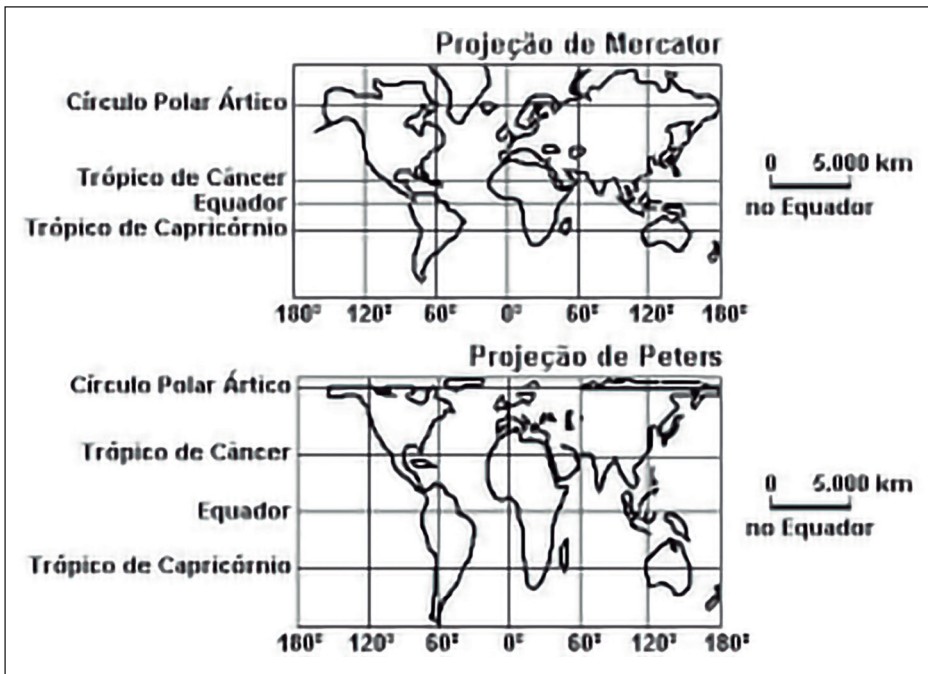 Projeção de Mercator
Círculo Polar Ártico
Trópico de Câncer
Equador
Trópico de Capricórnio
0 5.000 km
no Equador
180° 120° 60° 0° 60° 120° 180°
Projeção de Peters
Círculo Polar Ártico
Trópico de Câncer
Equador
Trópico de Capricórnio
0 5.000 km
no Equador
180° 120° 60° 0° 60° 120° 180°